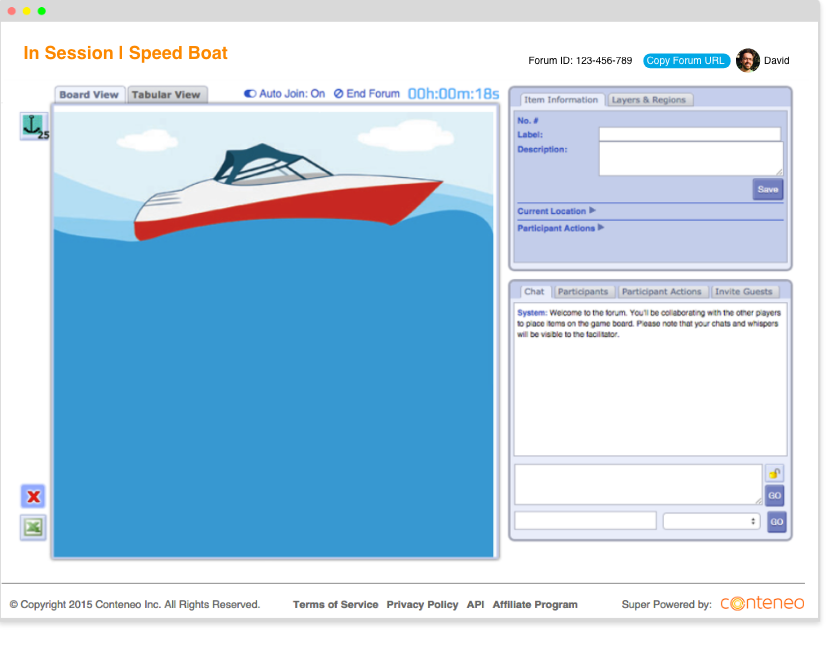 In Session | Speed Boat
Forum ID: 123-456-789 Copy Forum URL David
Board View Tabular View Auto Join: On End Forum 00h:00m:18s
25
Item Information Layers & Regions
No. #
Label:
Description:
Save
Current Location
Participant Actions
Chat Participants Participant Actions Invite Guests
System: Welcome to the forum. You'll be collaborating with the other players
to place items on the game board. Please note that your chats and whispers
will be visible to the facilitator.
GO
GO
© Copyright 2015 Conteneo Inc. All Rights Reserved. Terms of Service Privacy Policy API Affiliate Program Super Powered by: conteneo